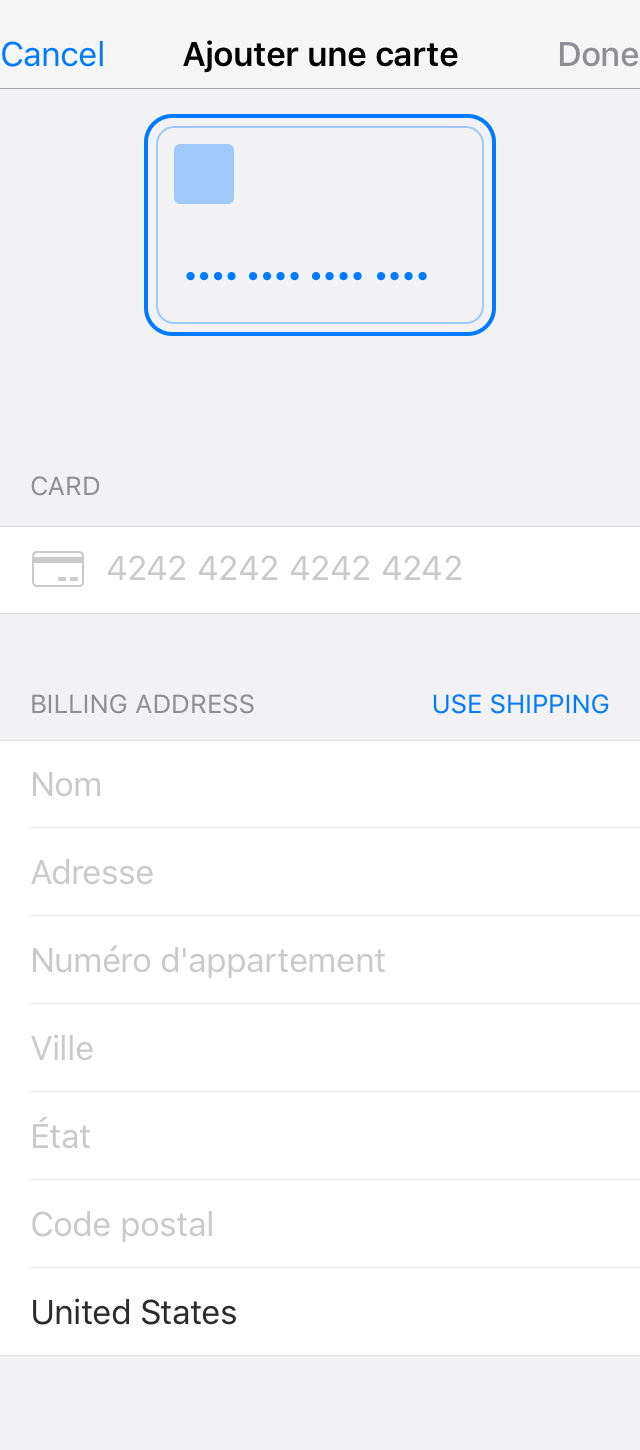 Cancel Ajouter une carte Done
•••• •••• •••• ••••
CARD
4242 4242 4242 4242
BILLING ADDRESS USE SHIPPING
Nom
Adresse
Numéro d'appartement
Ville
État
Code postal
United States